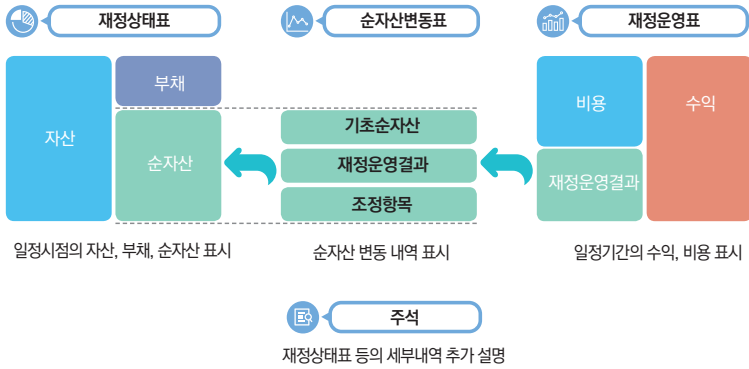 재정상태표
순자산변동표
재정운영표
자산
부채
순자산
기초순자산
재정운영결과
조정항목
비용
수익
재정운영결과
일정시점의 자산, 부채, 순자산 표시
순자산 변동 내역 표시
일정기간의 수익, 비용 표시
주석
재정상태표 등의 세부내역 추가 설명